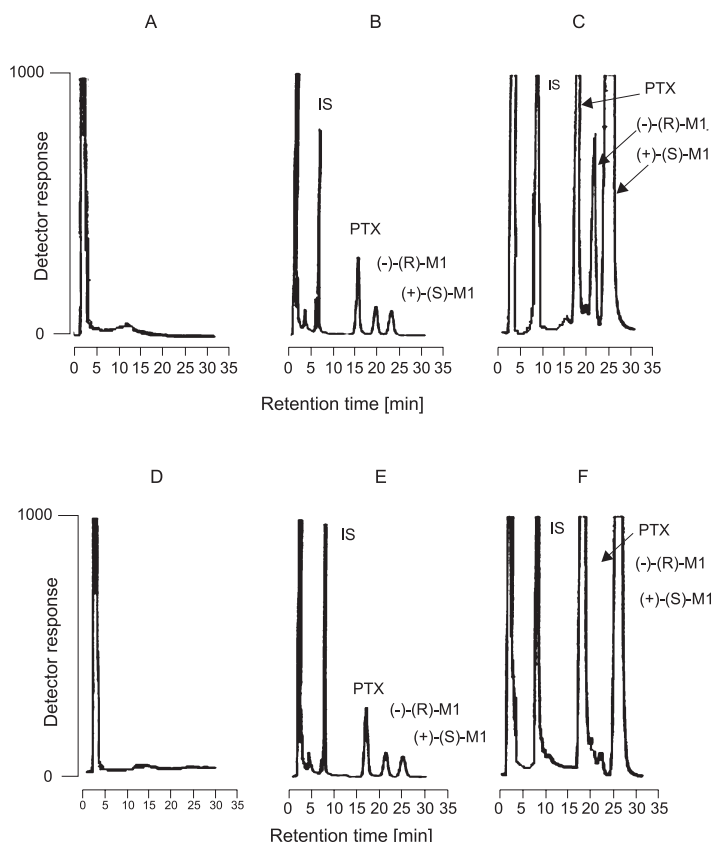 A
B
C
1000
0
Detector response
IS
PTX
(-)-(R)-M1
(+)-(S)-M1
IS
PTX
(-)-(R)-M1.
(+)-(S)-M1
0 5 10 15 20 25 30 35
0 5 10 15 20 25 30 35
0 5 10 15 20 25 30 35
Retention time [min]
D
E
F
1000
0
Detector response
IS
PTX
(-)-(R)-M1
(+)-(S)-M1
IS
PTX
(-)-(R)-M1
(+)-(S)-M1
0 5 10 15 20 25 30 35
0 5 10 15 20 25 30 35
0 5 10 15 20 25 30 35
Retention time [min]